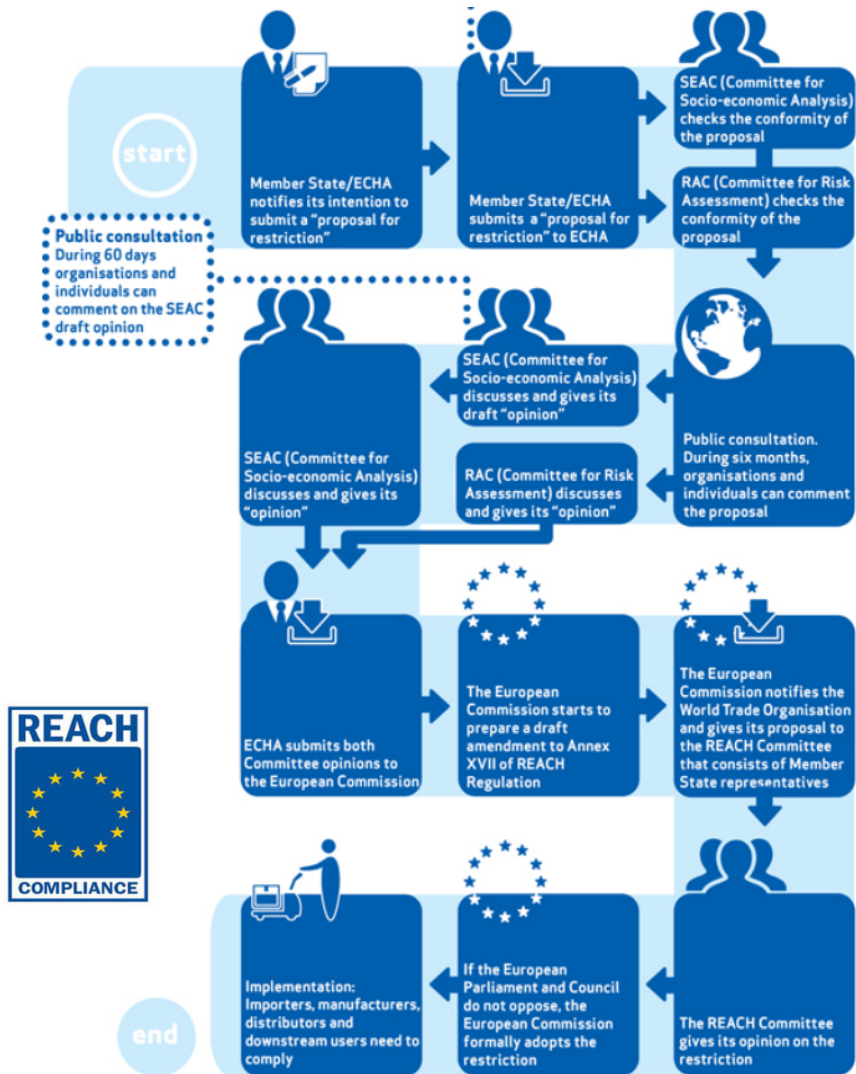 start
Member State/ECHA
notifies its intention to
submit a “proposal for
restriction”
Member State/ECHA
submits a “proposal for
restriction” to ECHA
SEAC (Committee for
Socio-economic Analysis)
checks the conformity of
the proposal
RAC (Committee for Risk
Assessment) checks the
conformity of the
proposal
Public consultation
During 60 days
organisations and
individuals can
comment on the SEAC
draft opinion
Public consultation.
During six months,
organisations and
individuals can comment
the proposal
SEAC (Committee for
Socio-economic Analysis)
discusses and gives its
draft “opinion”
RAC (Committee for Risk
Assessment) discusses
and gives its “opinion”
SEAC (Committee for
Socio-economic Analysis)
discusses and gives its
“opinion”
ECHA submits both
Committee opinions to
the European Commission
The European
Commission starts to
prepare a draft
amendment to Annex
XVII of REACH
Regulation
The European
Commission notifies the
World Trade Organisation
and gives its proposal to
the REACH Committee
that consists of Member
State representatives
REACH
COMPLIANCE
The REACH Committee
gives its opinion on the
restriction
If the European
Parliament and Council
do not oppose, the
European Commission
formally adopts the
restriction
Implementation:
Importers, manufacturers,
distributors and
downstream users need to
comply
end